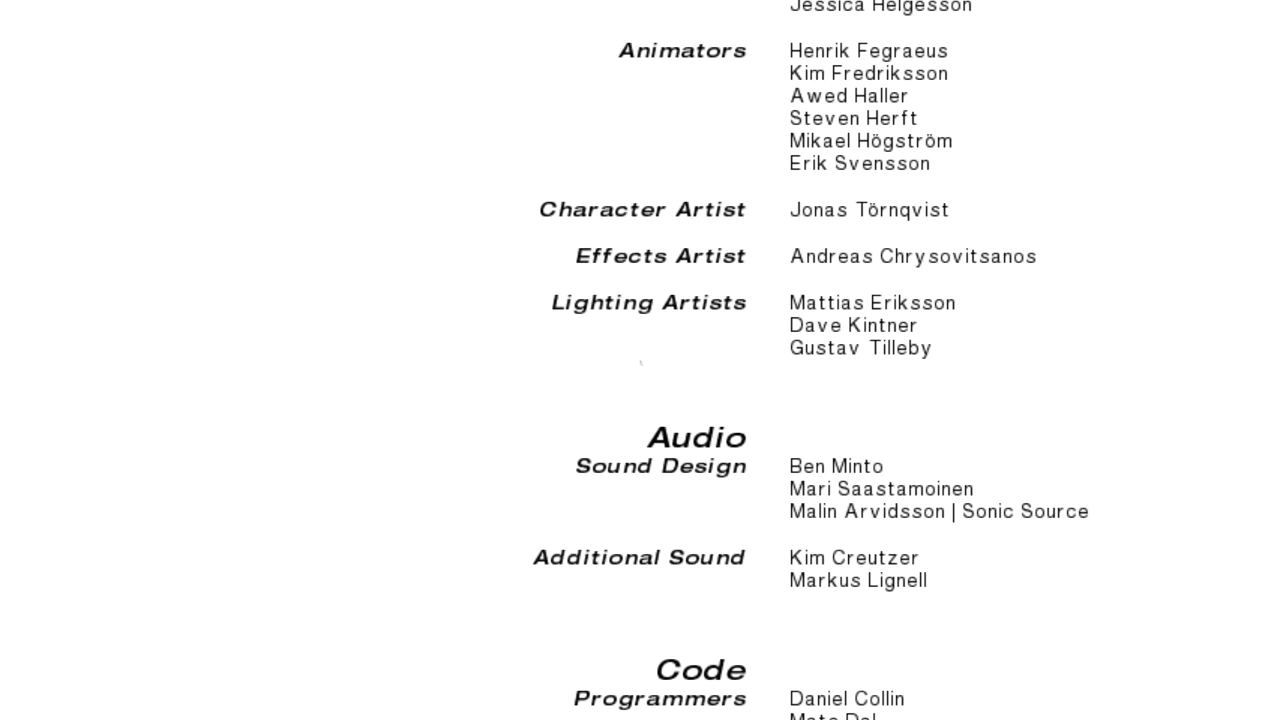 Jessica Helgesson
Animators Henrik Fegraeus
Kim Fredriksson
Awed Haller
Steven Herft
Mikael Högström
Erik Svensson
Character Artist Jonas Törnqvist
Effects Artist Andreas Chrysovitsanos
Lighting Artists Mattias Eriksson
Dave Kintner
Gustav Tilleby
Audio
Sound Design Ben Minto
Mari Saastamoinen
Malin Arvidsson | Sonic Source
Additional Sound Kim Creutzer
Markus Lignell
Code
Programmers Daniel Collin